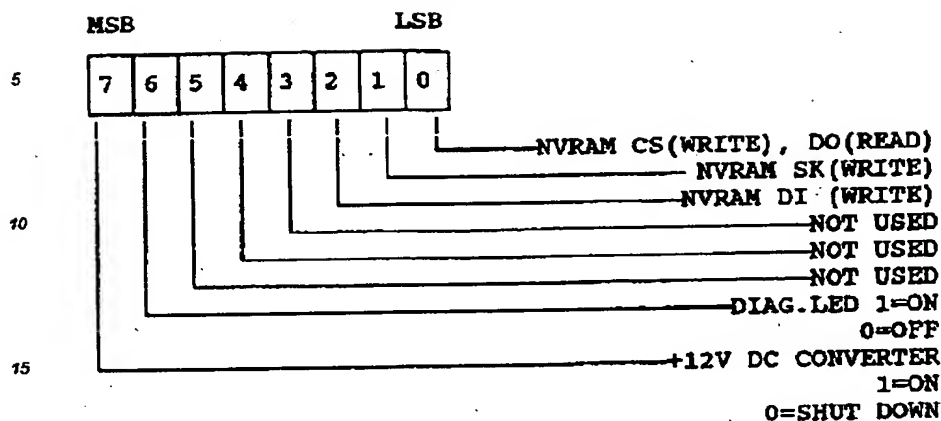 MSB LSB
5
7 6 5 4 3 2 1 0
NVRAM CS(WRITE), DO(READ)
NVRAM SK(WRITE)
NVRAM DI (WRITE)
10
NOT USED
NOT USED
NOT USED
DIAG.LED 1=ON
0=OFF
15
+12V DC CONVERTER
1=ON
0=SHUT DOWN